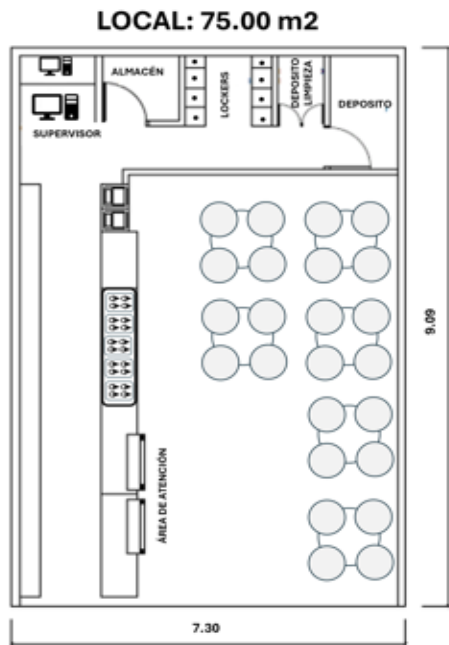 LOCAL: 75.00 m2
ALMACÉN
LOCKERS
DEPOSITO
LIMPIEZA
DEPOSITO
SUPERVISOR
9.09
ÁREA DE ATENCIÓN
7.30